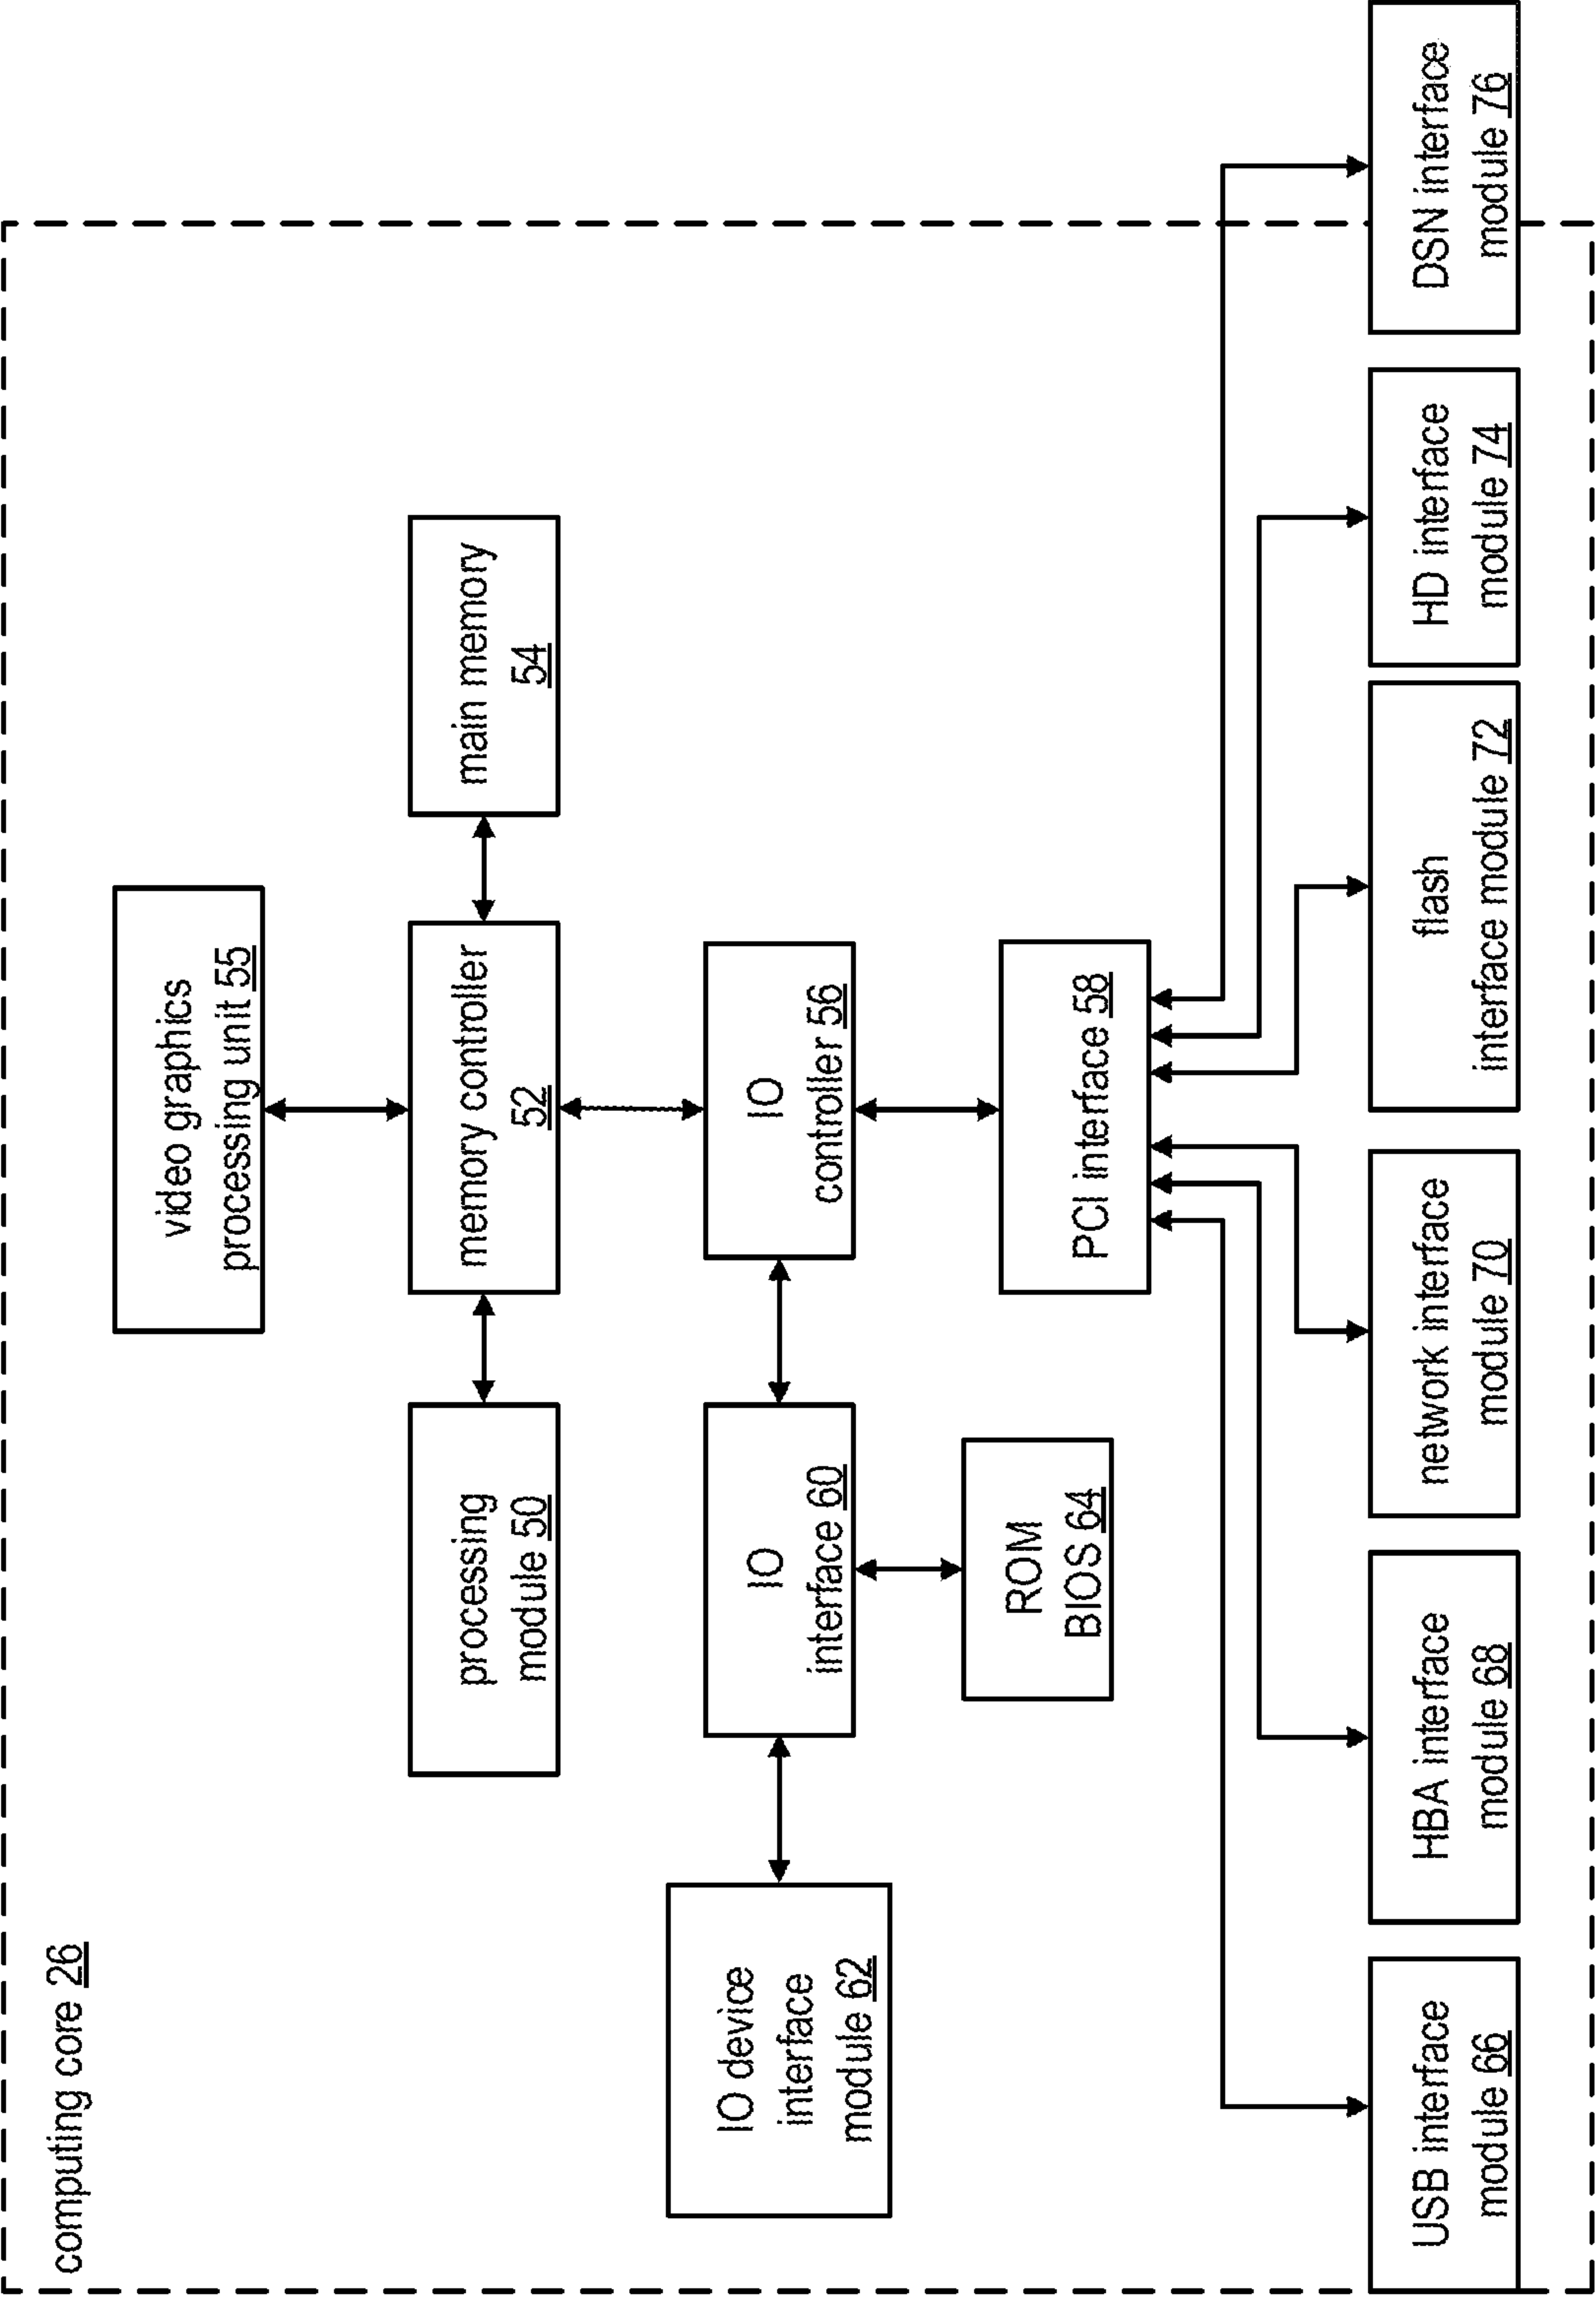 computing core 26
video graphics
processing unit 55
processing
module 50
memory controller
52
main memory
54
IO device
interface
module 62
IO
interface 60
IO
controller 56
ROM
BIOS 64
PCI interface 58
USB interface
module 66
HBA interface
module 68
network interface
module 70
flash
interface module 72
HD interface
module 74
DSN interface
module 76